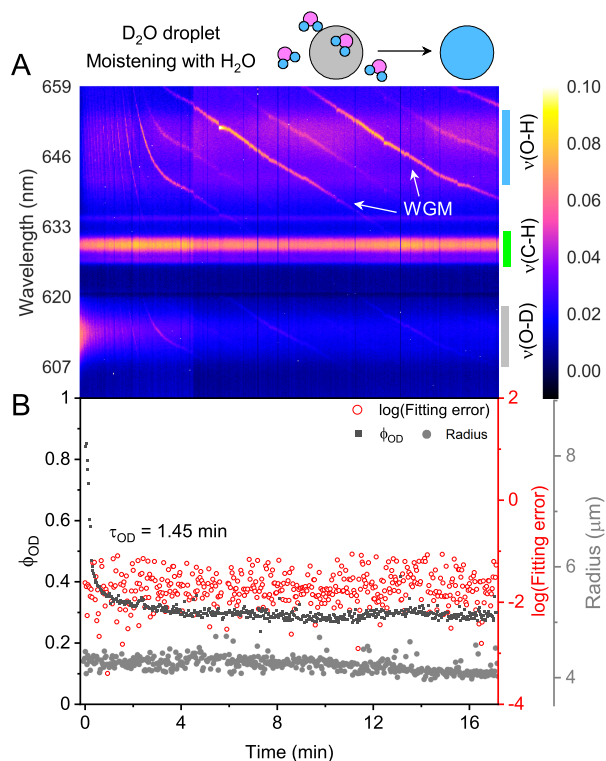 D₂O droplet
Moistening with H₂O
A
659
646
633
620
607
Wavelength (nm)
WGM
ν(O-H)
ν(C-H)
ν(O-D)
0.10
0.08
0.06
0.04
0.02
0.00
B
1
0.8
0.6
0.4
0.2
0
ϕOD
log(Fitting error)
ϕOD Radius
τOD = 1.45 min
2
0
-2
-4
log(Fitting error)
8
6
4
Radius (μm)
0 4 8 12 16
Time (min)